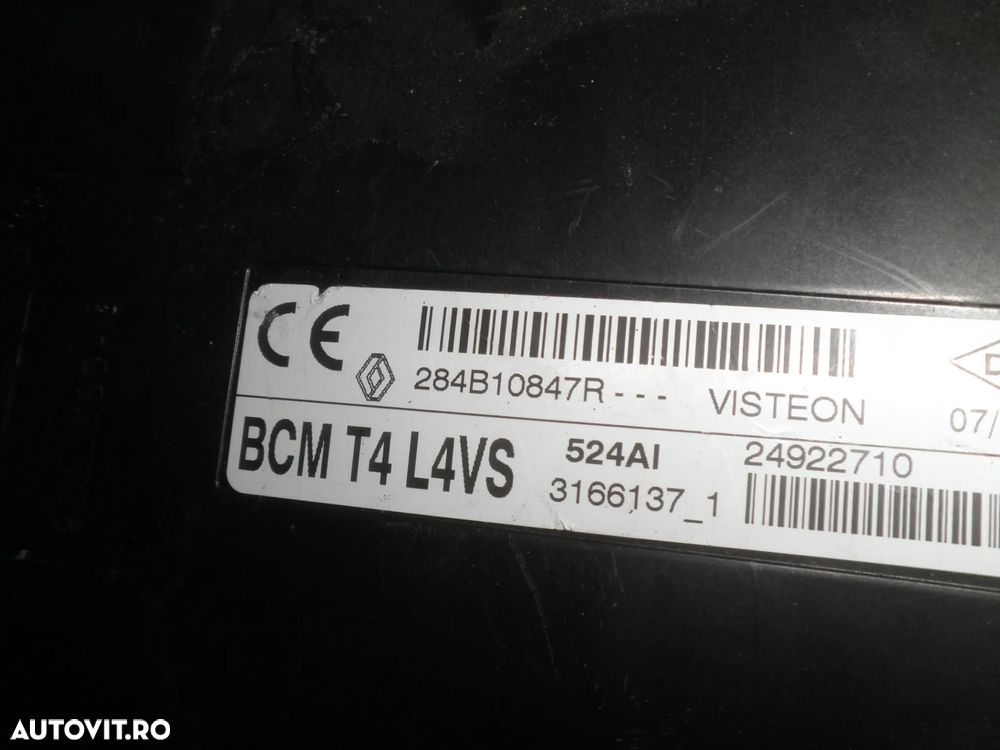 CE
284B10847R---
VISTEON
07/
BCM T4 L4VS
524AI
24922710
3166137_1
AUTOVIT.RO